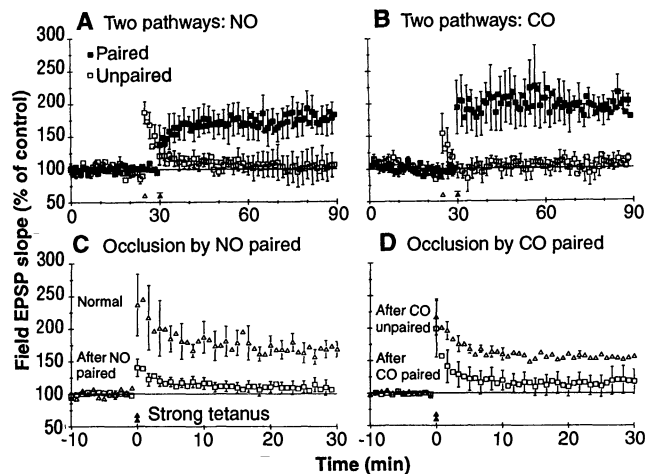 A Two pathways: NO
B Two pathways: CO
300
250
200
150
100
50
Paired
Unpaired
0 30 60 90
0 30 60 90
C Occlusion by NO paired
D Occlusion by CO paired
300
250
200
150
100
50
Normal
After NO
paired
Strong tetanus
After CO
unpaired
After
CO paired
-10 0 10 20 30
-10 0 10 20 30
Field EPSP slope (% of control)
Time (min)